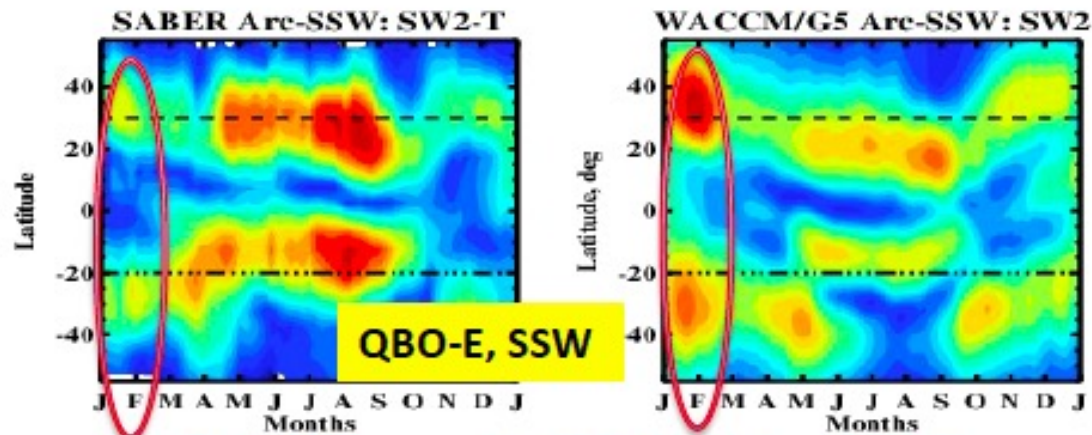 SABER Arc-SSW: SW2-T
WACCM/G5 Arc-SSW: SW2
Latitude
40
20
0
-20
-40
J F M A M J J A S O N D J
Months
QBO-E, SSW
Latitude, deg
40
20
0
-20
-40
J F M A M J J A S O N D J
Months